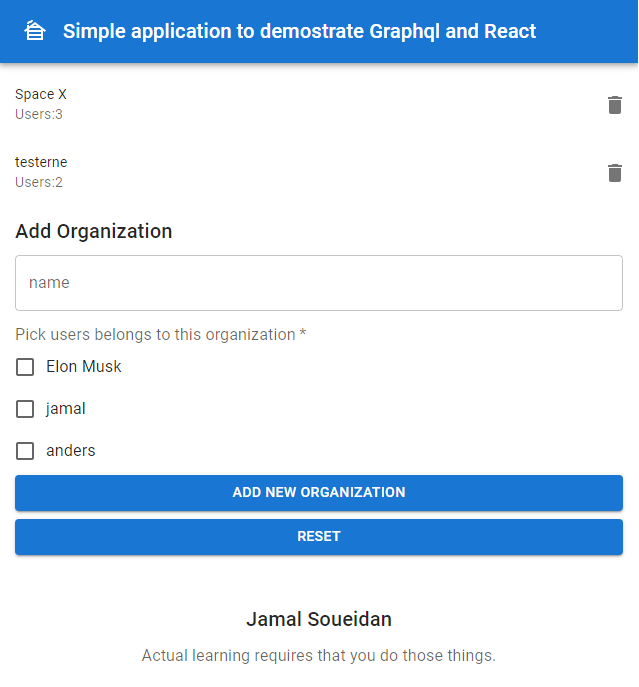 Simple application to demostrate Graphql and React
Space X
Users:3
testerne
Users:2
Add Organization
name
Pick users belongs to this organization *
Elon Musk
jamal
anders
ADD NEW ORGANIZATION
RESET
Jamal Soueidan
Actual learning requires that you do those things.